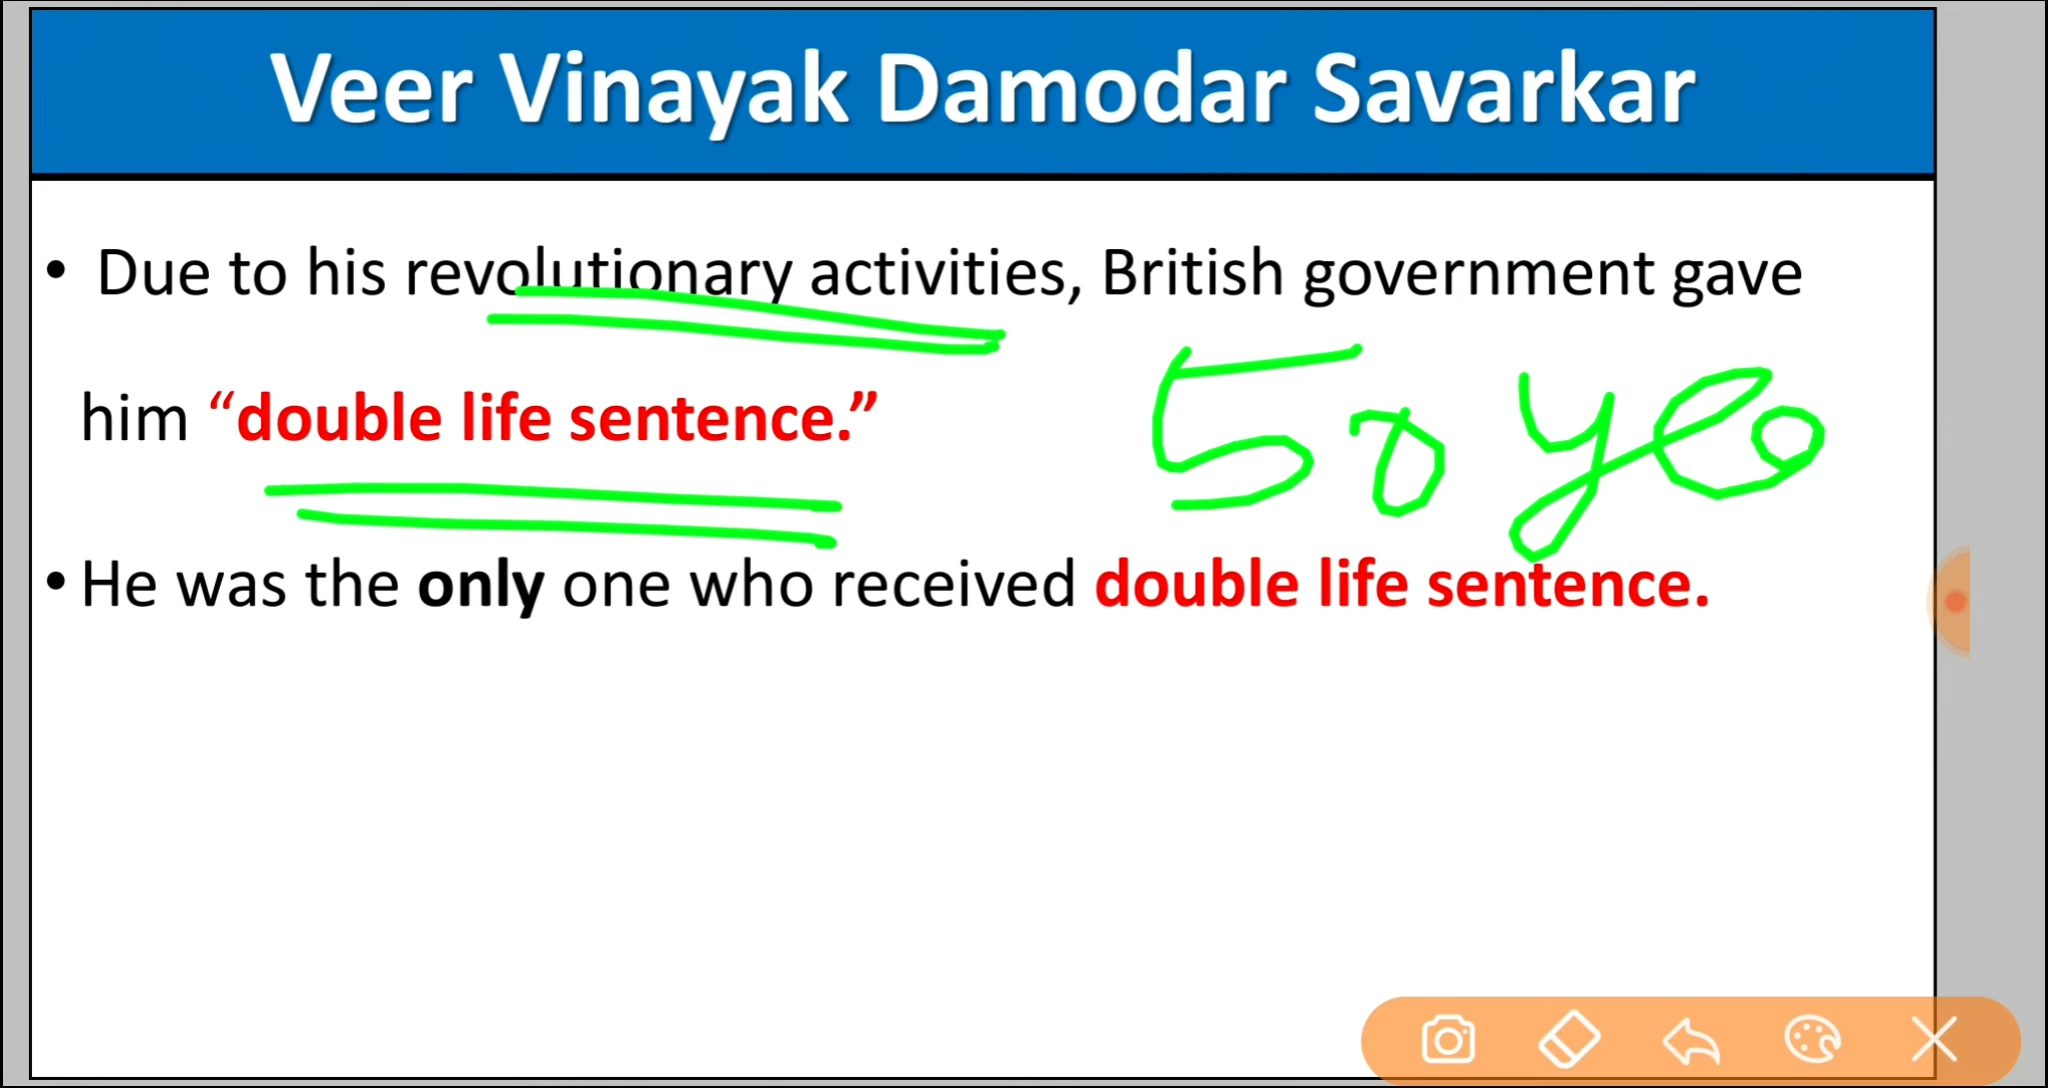 Veer Vinayak Damodar Savarkar
• Due to his revolutionary activities, British government gave
him “double life sentence.”
50 yea
• He was the only one who received double life sentence.